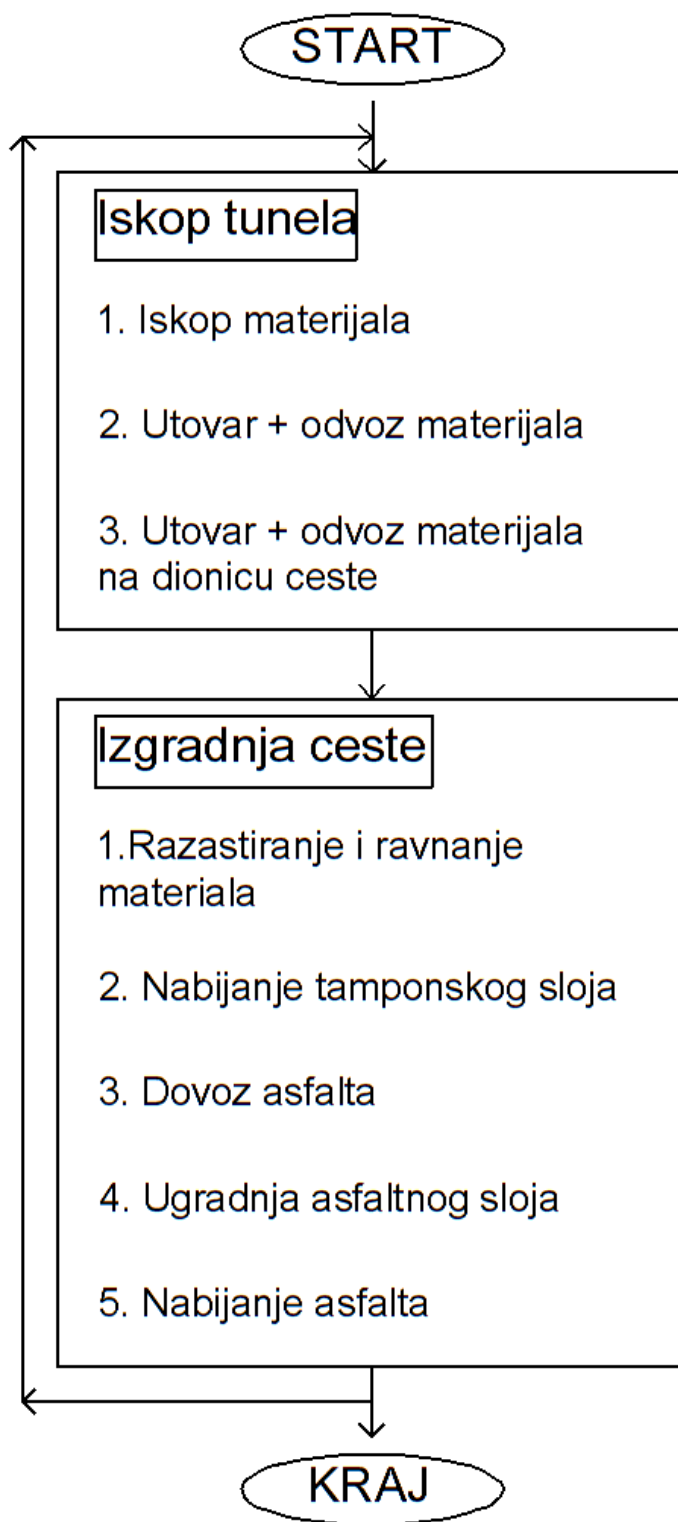 START
Iskop tunela
1. Iskop materijala
2. Utovar + odvoz materijala
3. Utovar + odvoz materijala
na dionicu ceste
Izgradnja ceste
1.Razastiranje i ravnanje
materiala
2. Nabijanje tamponskog sloja
3. Dovoz asfalta
4. Ugradnja asfaltnog sloja
5. Nabijanje asfalta
KRAJ